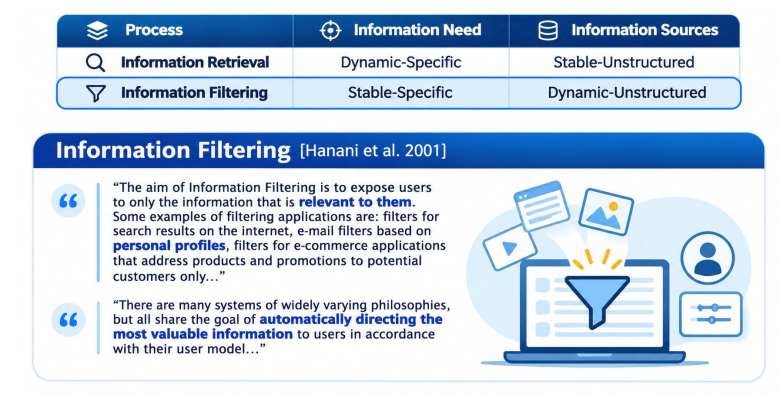 Process Information Need Information Sources
Information Retrieval Dynamic-Specific Stable-Unstructured
Information Filtering Stable-Specific Dynamic-Unstructured
Information Filtering [Hanani et al. 2001]
“The aim of Information Filtering is to expose users
to only the information that is relevant to them.
Some examples of filtering applications are: filters for
search results on the internet, e-mail filters based on
personal profiles, filters for e-commerce applications
that address products and promotions to potential
customers only…”
“There are many systems of widely varying philosophies,
but all share the goal of automatically directing the
most valuable information to users in accordance
with their user model…”